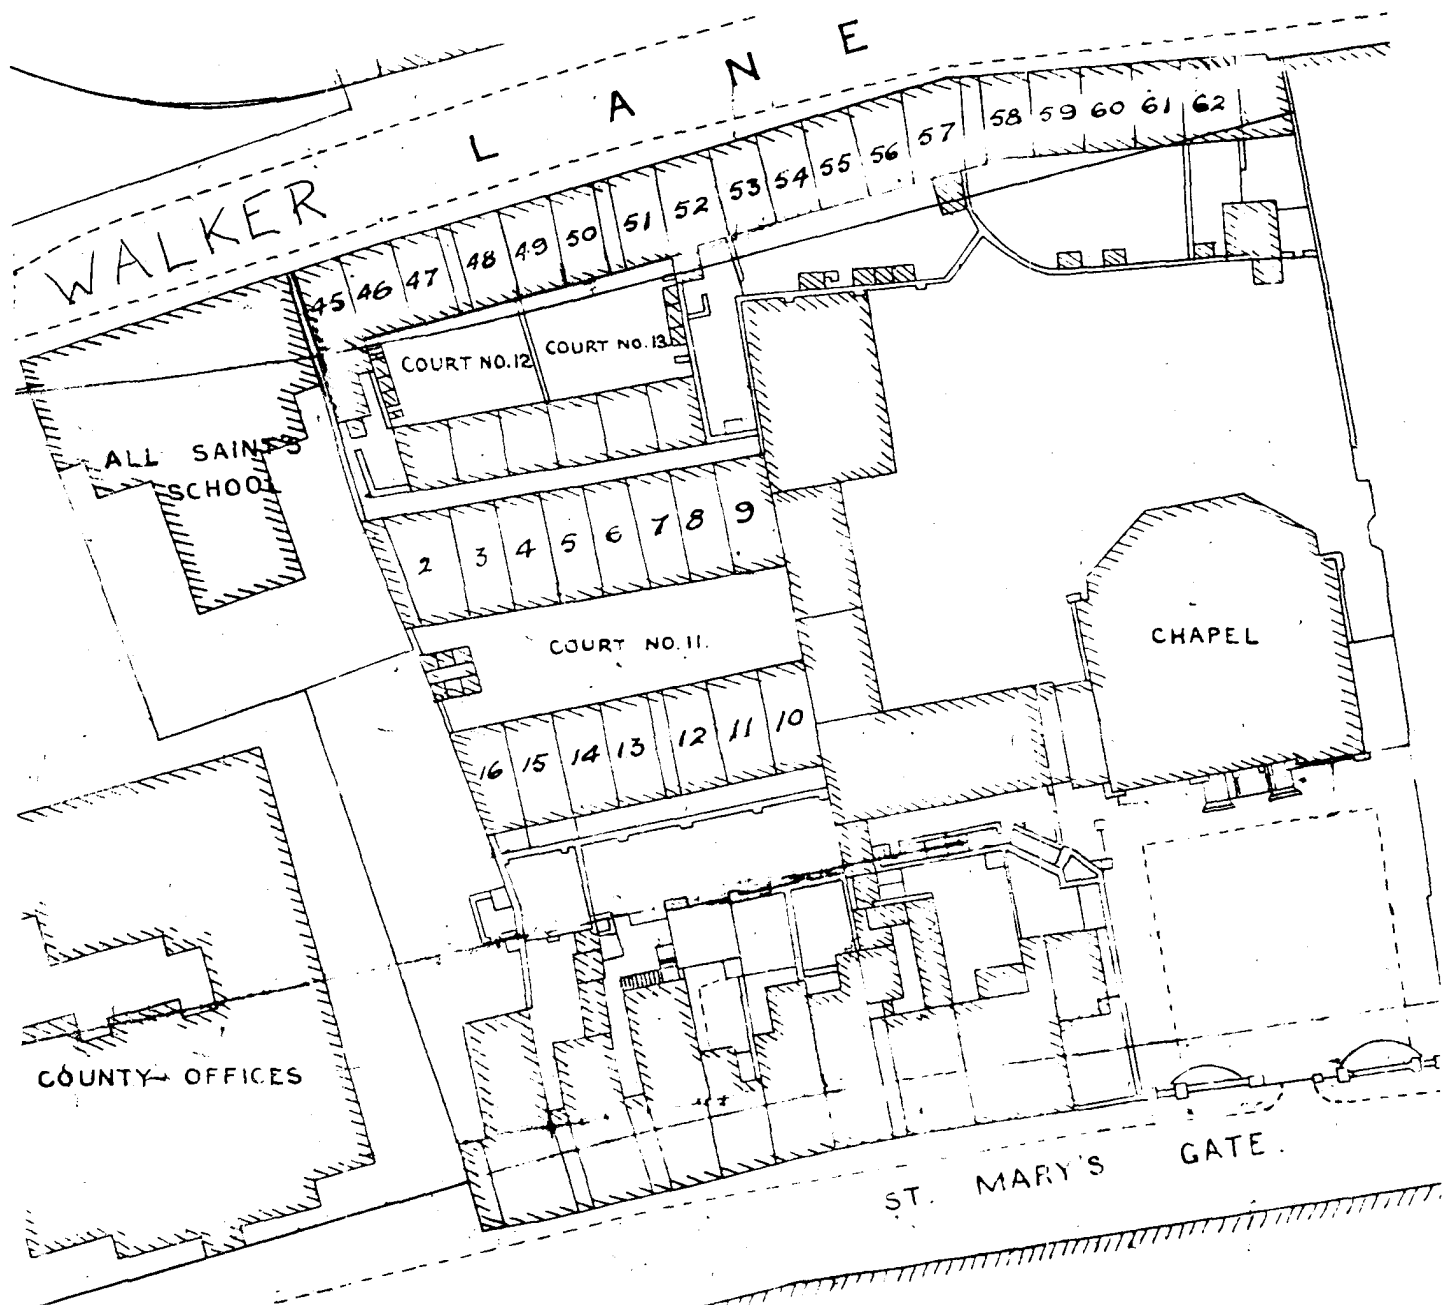 WALKER LANE
45 46 47 48 49 50 51 52 53 54 55 56 57 58 59 60 61 62
COURT NO. 12
COURT NO. 13
ALL SAINTS
SCHOOL
2 3 4 5 6 7 8 9
COURT NO. 11.
CHAPEL
16 15 14 13 12 11 10
COUNTY OFFICES
ST. MARY'S GATE.